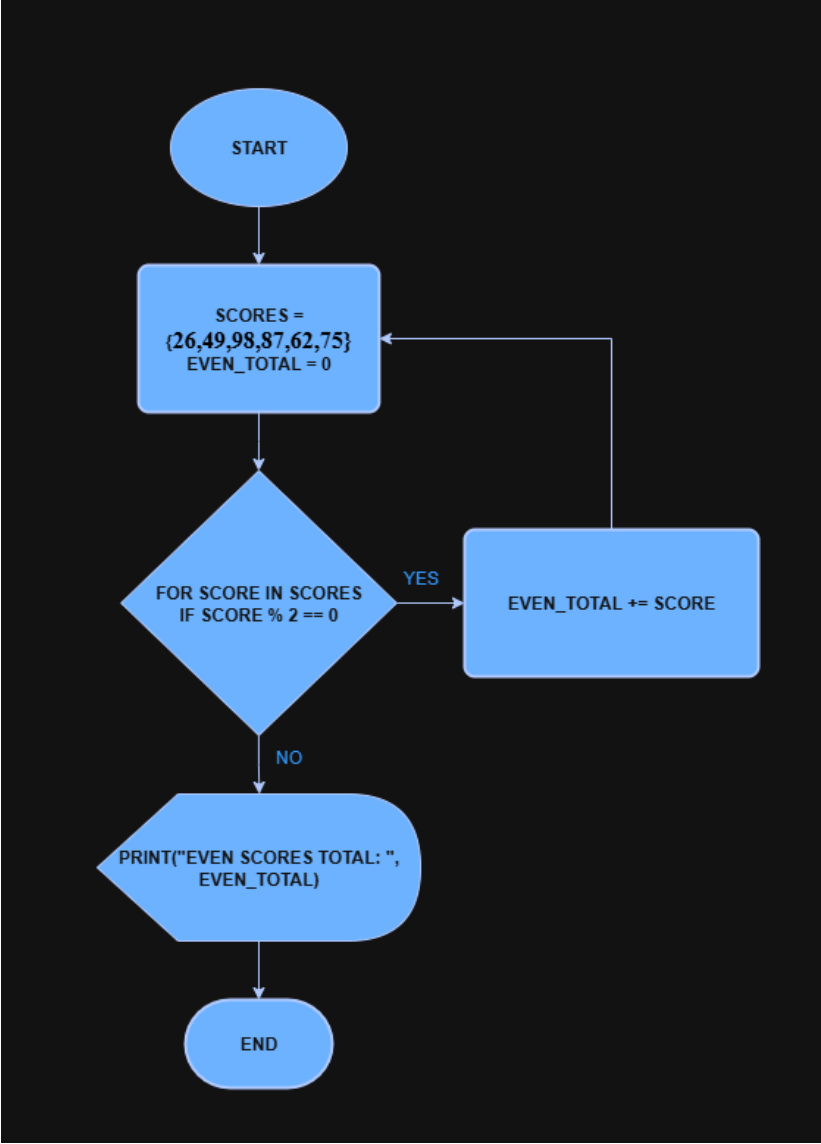 START
SCORES =
{26,49,98,87,62,75}
EVEN_TOTAL = 0
FOR SCORE IN SCORES
IF SCORE % 2 == 0
YES
EVEN_TOTAL += SCORE
NO
PRINT("EVEN SCORES TOTAL: ",
EVEN_TOTAL)
END